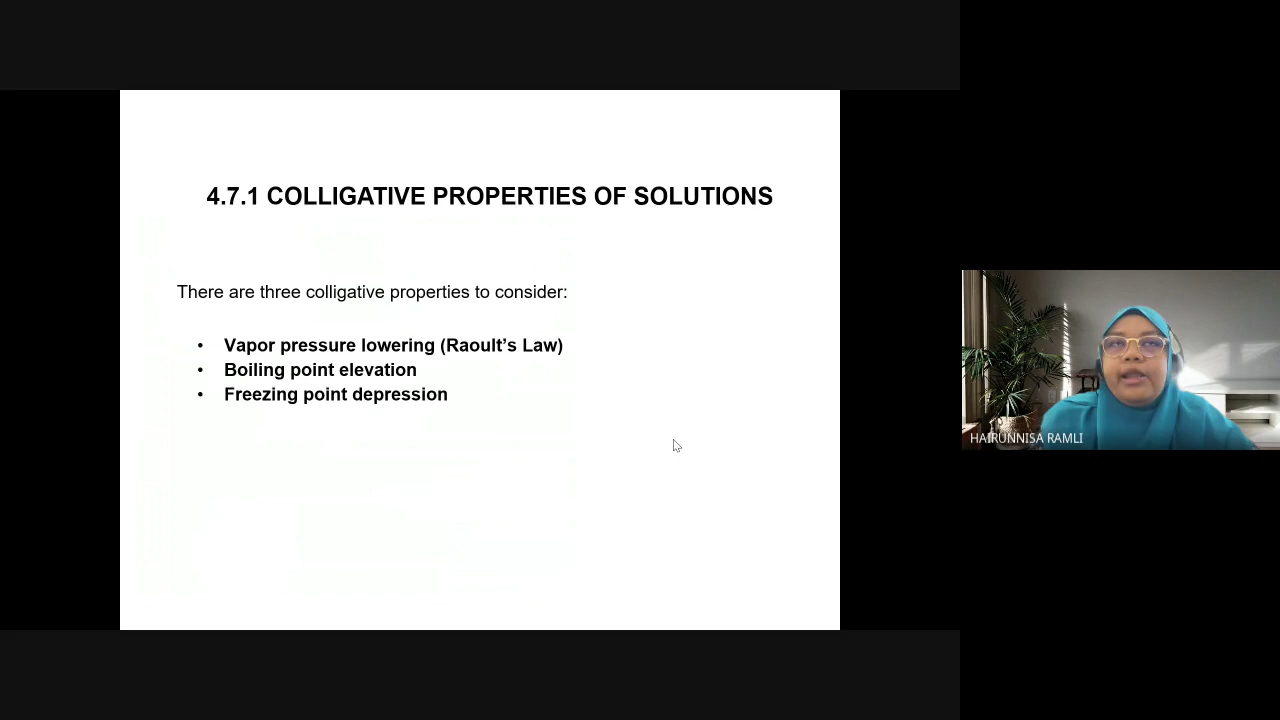 4.7.1 COLLIGATIVE PROPERTIES OF SOLUTIONS
There are three colligative properties to consider:
• Vapor pressure lowering (Raoult’s Law)
• Boiling point elevation
• Freezing point depression
HAIRUNNISA RAMLI